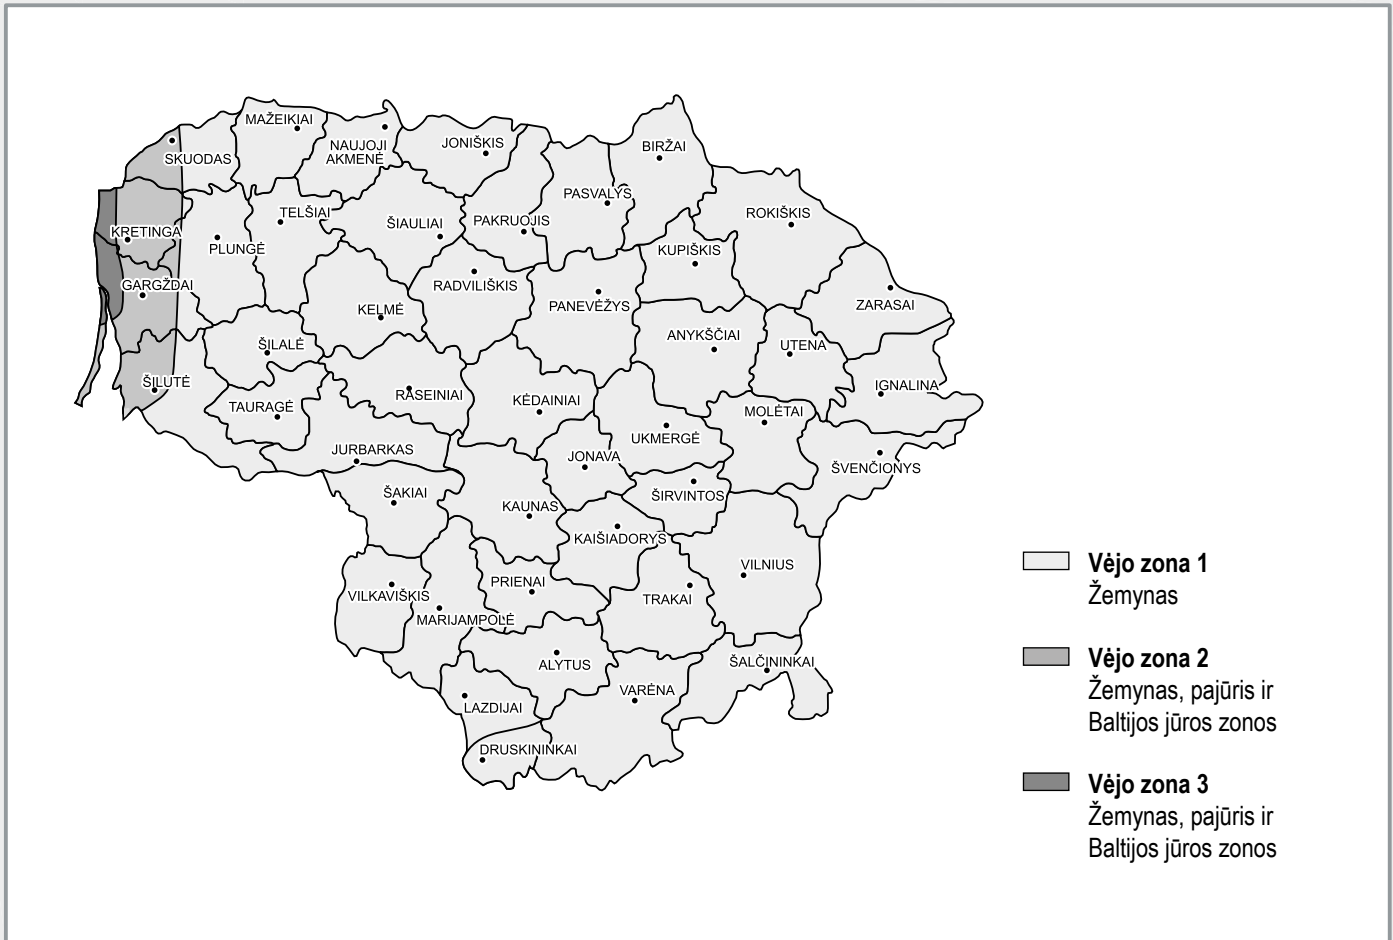 MAŽEIKIAI
NAUJOJI
AKMENĖ
JONIŠKIS
BIRŽAI
SKUODAS
PASVALYS
TELŠIAI
ŠIAULIAI
PAKRUOJIS
ROKIŠKIS
KRETINGA
PLUNGĖ
KUPIŠKIS
GARGŽDAI
RADVILIŠKIS
PANEVĖŽYS
ZARASAI
KELMĖ
ANYKŠČIAI
UTENA
ŠILALĖ
ŠILUTĖ
IGNALINA
RASEINIAI
KĖDAINIAI
TAURAGĖ
MOLĖTAI
UKMERGĖ
JURBARKAS
JONAVA
ŠVENČIONYS
ŠAKIAI
ŠIRVINTOS
KAUNAS
KAIŠIADORYS
VILNIUS
PRIENAI
VILKAVIŠKIS
TRAKAI
MARIJAMPOLĖ
ALYTUS
ŠALČININKAI
VARĖNA
LAZDIJAI
DRUSKININKAI
Vėjo zona 1
Žemynas
Vėjo zona 2
Žemynas, pajūris ir
Baltijos jūros zonos
Vėjo zona 3
Žemynas, pajūris ir
Baltijos jūros zonos